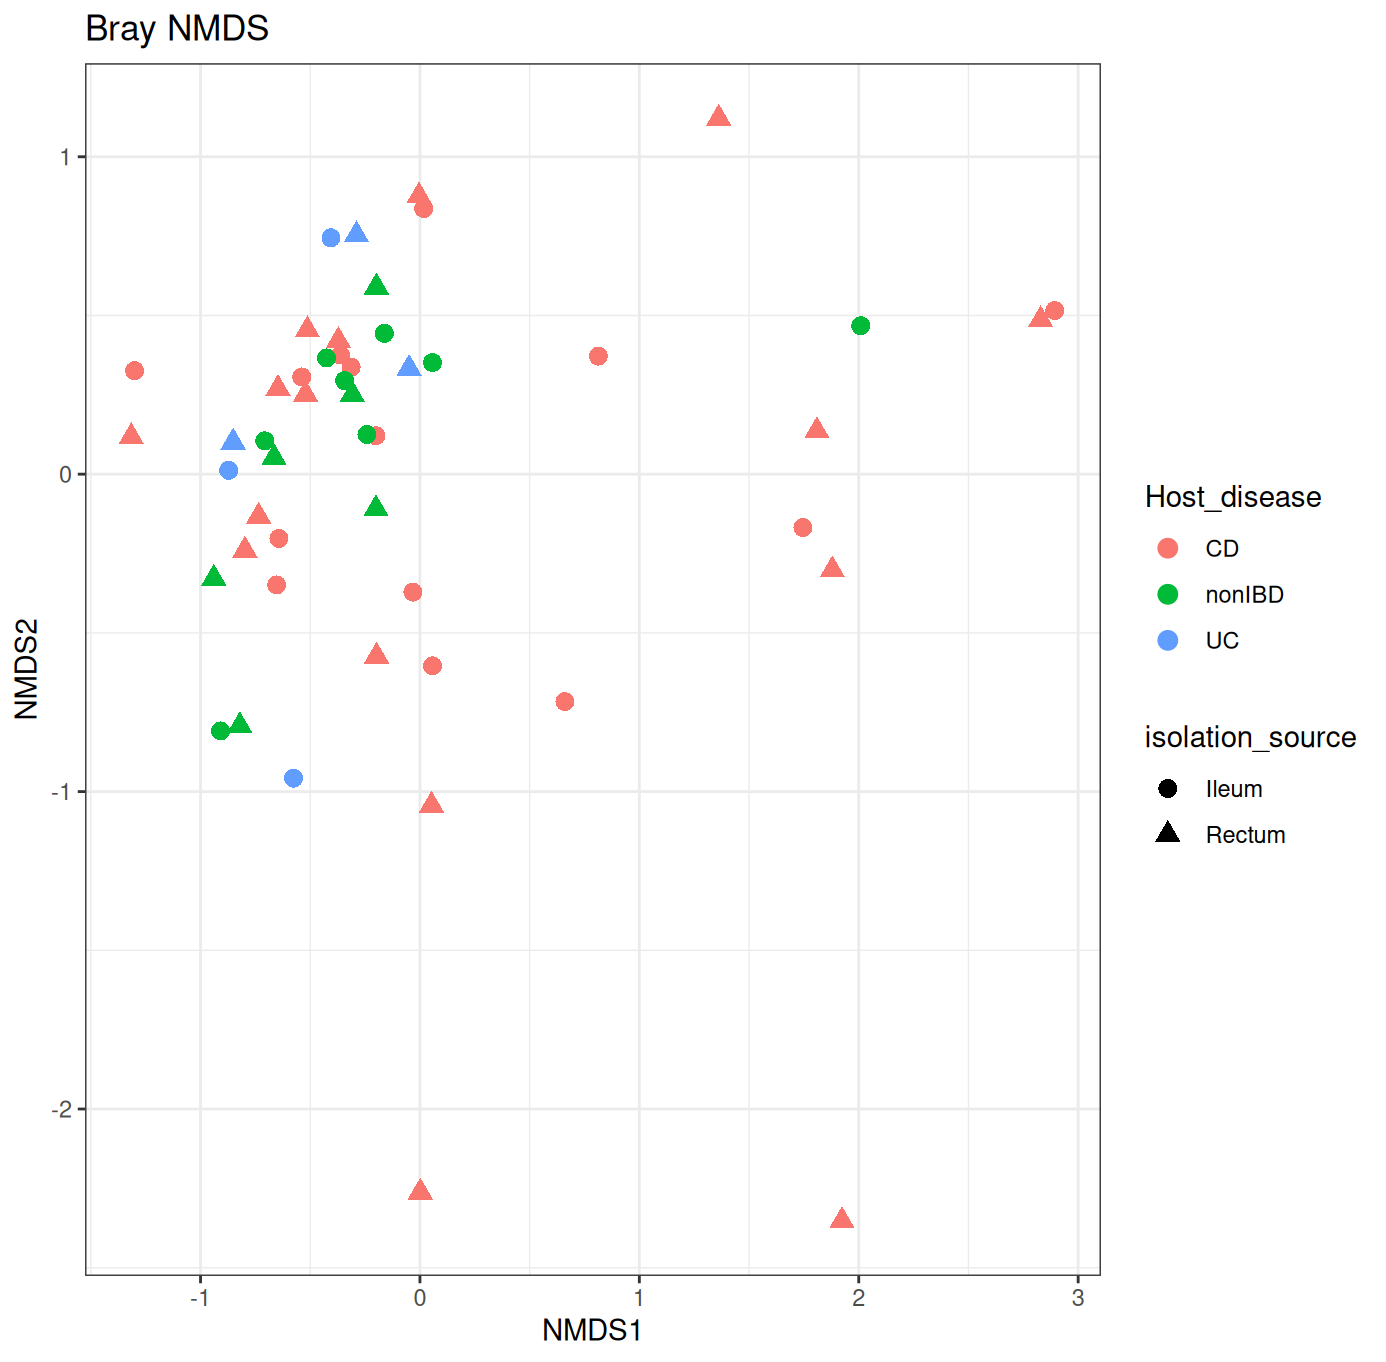 Bray NMDS
1
0
-1
-2
-1 0 1 2 3
NMDS1
NMDS2
Host_disease
CD
nonIBD
UC
isolation_source
Ileum
Rectum